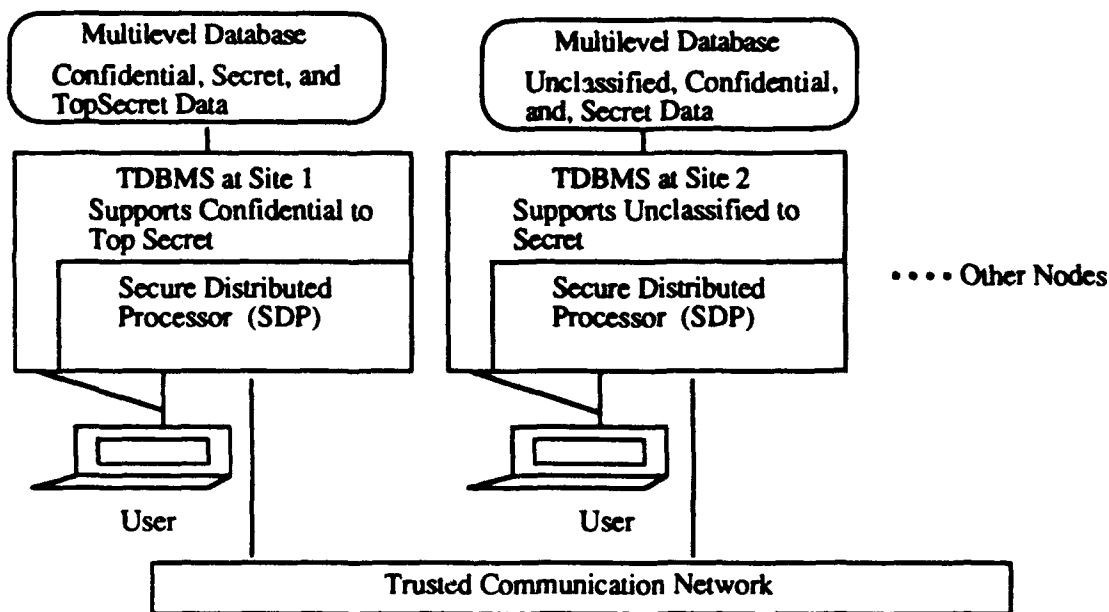 Multilevel Database
Confidential, Secret, and
TopSecret Data
Multilevel Database
Unclassified, Confidential,
and, Secret Data
TDBMS at Site 1
Supports Confidential to
Top Secret
Secure Distributed
Processor (SDP)
TDBMS at Site 2
Supports Unclassified to
Secret
Secure Distributed
Processor (SDP)
•••• Other Nodes
User
User
Trusted Communication Network